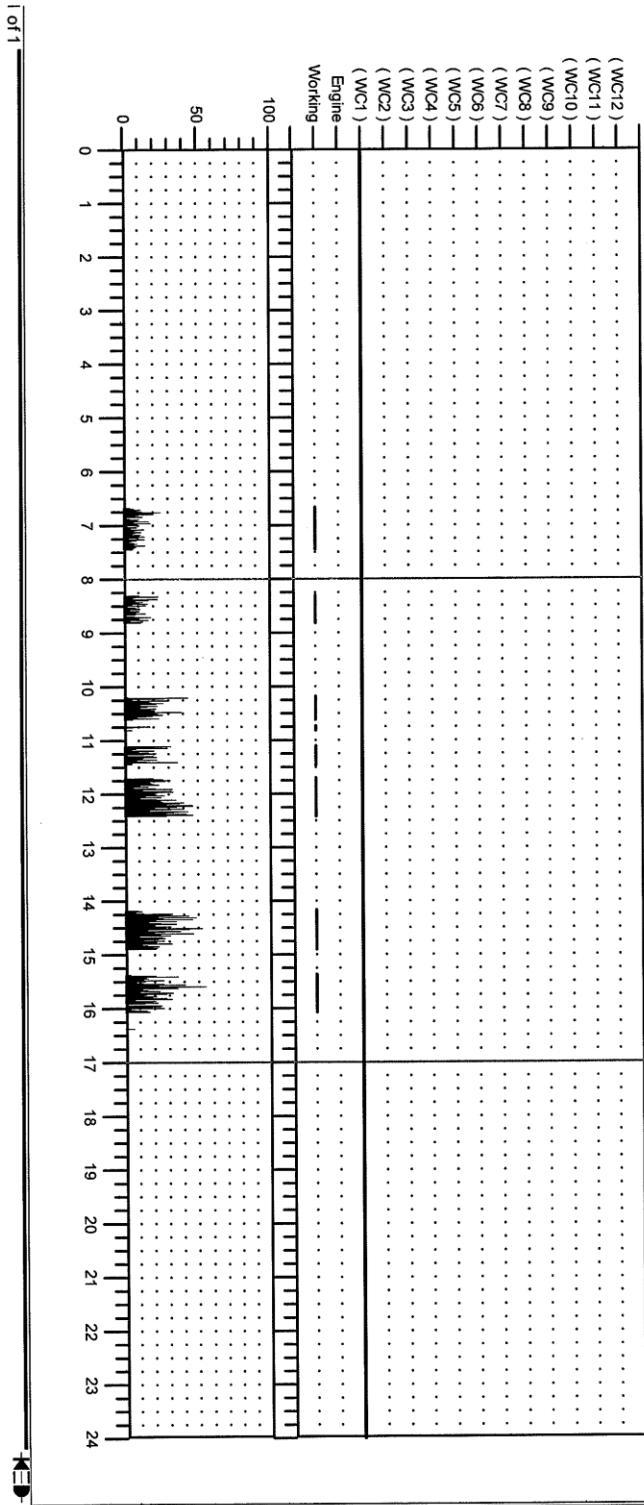 ( WC12 )
( WC11 )
( WC10 )
( WC9 )
( WC8 )
( WC7 )
( WC6 )
( WC5 )
( WC4 )
( WC3 )
( WC2 )
( WC1 )
Engine
Working
100
50
0
0 1 2 3 4 5 6 7 8 9 10 11 12 13 14 15 16 17 18 19 20 21 22 23 24
of 1